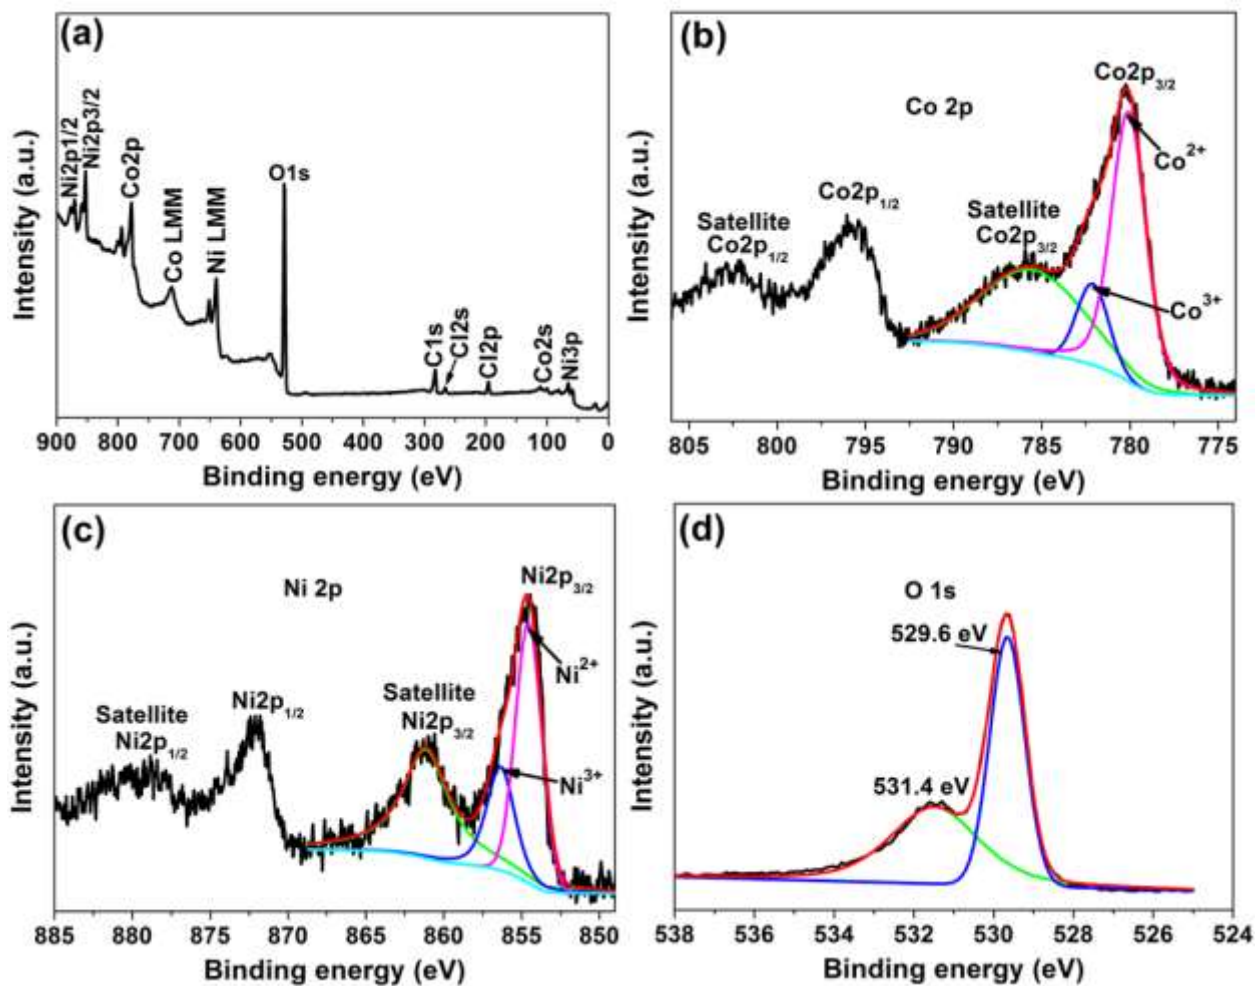 (a)
Ni2p1/2
Ni2p3/2
Co2p
Co LMM
Ni LMM
O1s
C1s
Cl2s
Cl2p
Co2s
Ni3p
Intensity (a.u.)
900 800 700 600 500 400 300 200 100 0
Binding energy (eV)
(b)
Co 2p
Co2p3/2
Co2+
Co2p1/2
Satellite
Co2p1/2
Satellite
Co2p3/2
Co3+
Intensity (a.u.)
805 800 795 790 785 780 774
Binding energy (eV)
(c)
Ni 2p
Ni2p3/2
Ni2+
Satellite
Ni2p3/2
Ni2p1/2
Satellite
Ni2p1/2
Ni3+
Intensity (a.u.)
885 880 875 870 865 860 855 850
Binding energy (eV)
(d)
O 1s
529.6 eV
531.4 eV
Intensity (a.u.)
538 536 534 532 530 528 526 524
Binding energy (eV)